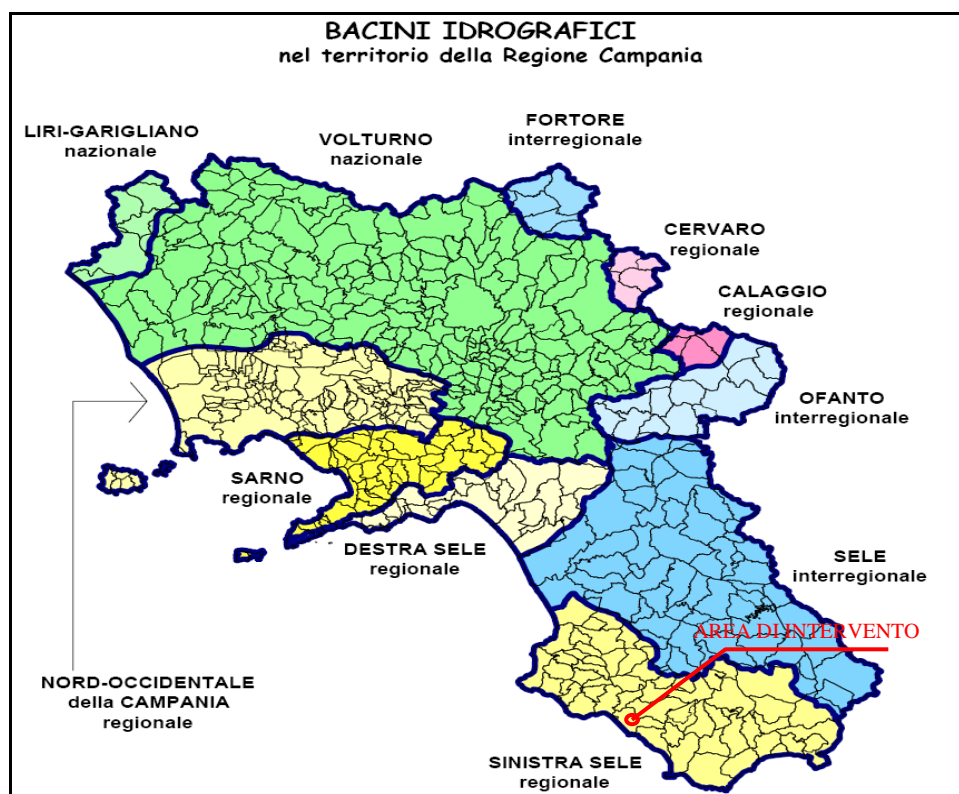 BACINI IDROGRAFICI
nel territorio della Regione Campania
LIRI-GARIGLIANO
nazionale
VOLTURNO
nazionale
FORTORE
interregionale
CERVARO
regionale
CALAGGIO
regionale
OFANTO
interregionale
SARNO
regionale
DESTRA SELE
regionale
SELE
interregionale
AREA DI INTERVENTO
NORD-OCCIDENTALE
della CAMPANIA
regionale
SINISTRA SELE
regionale